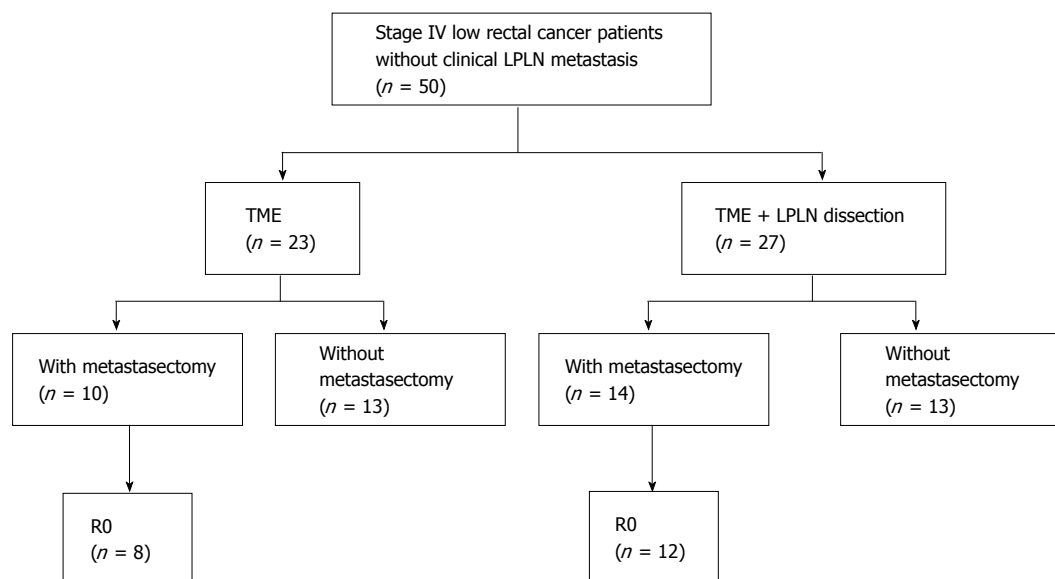 Stage IV low rectal cancer patients
without clinical LPLN metastasis
(n = 50)
TME
(n = 23)
TME + LPLN dissection
(n = 27)
With metastasectomy
(n = 10)
Without
metastasectomy
(n = 13)
With metastasectomy
(n = 14)
Without
metastasectomy
(n = 13)
R0
(n = 8)
R0
(n = 12)